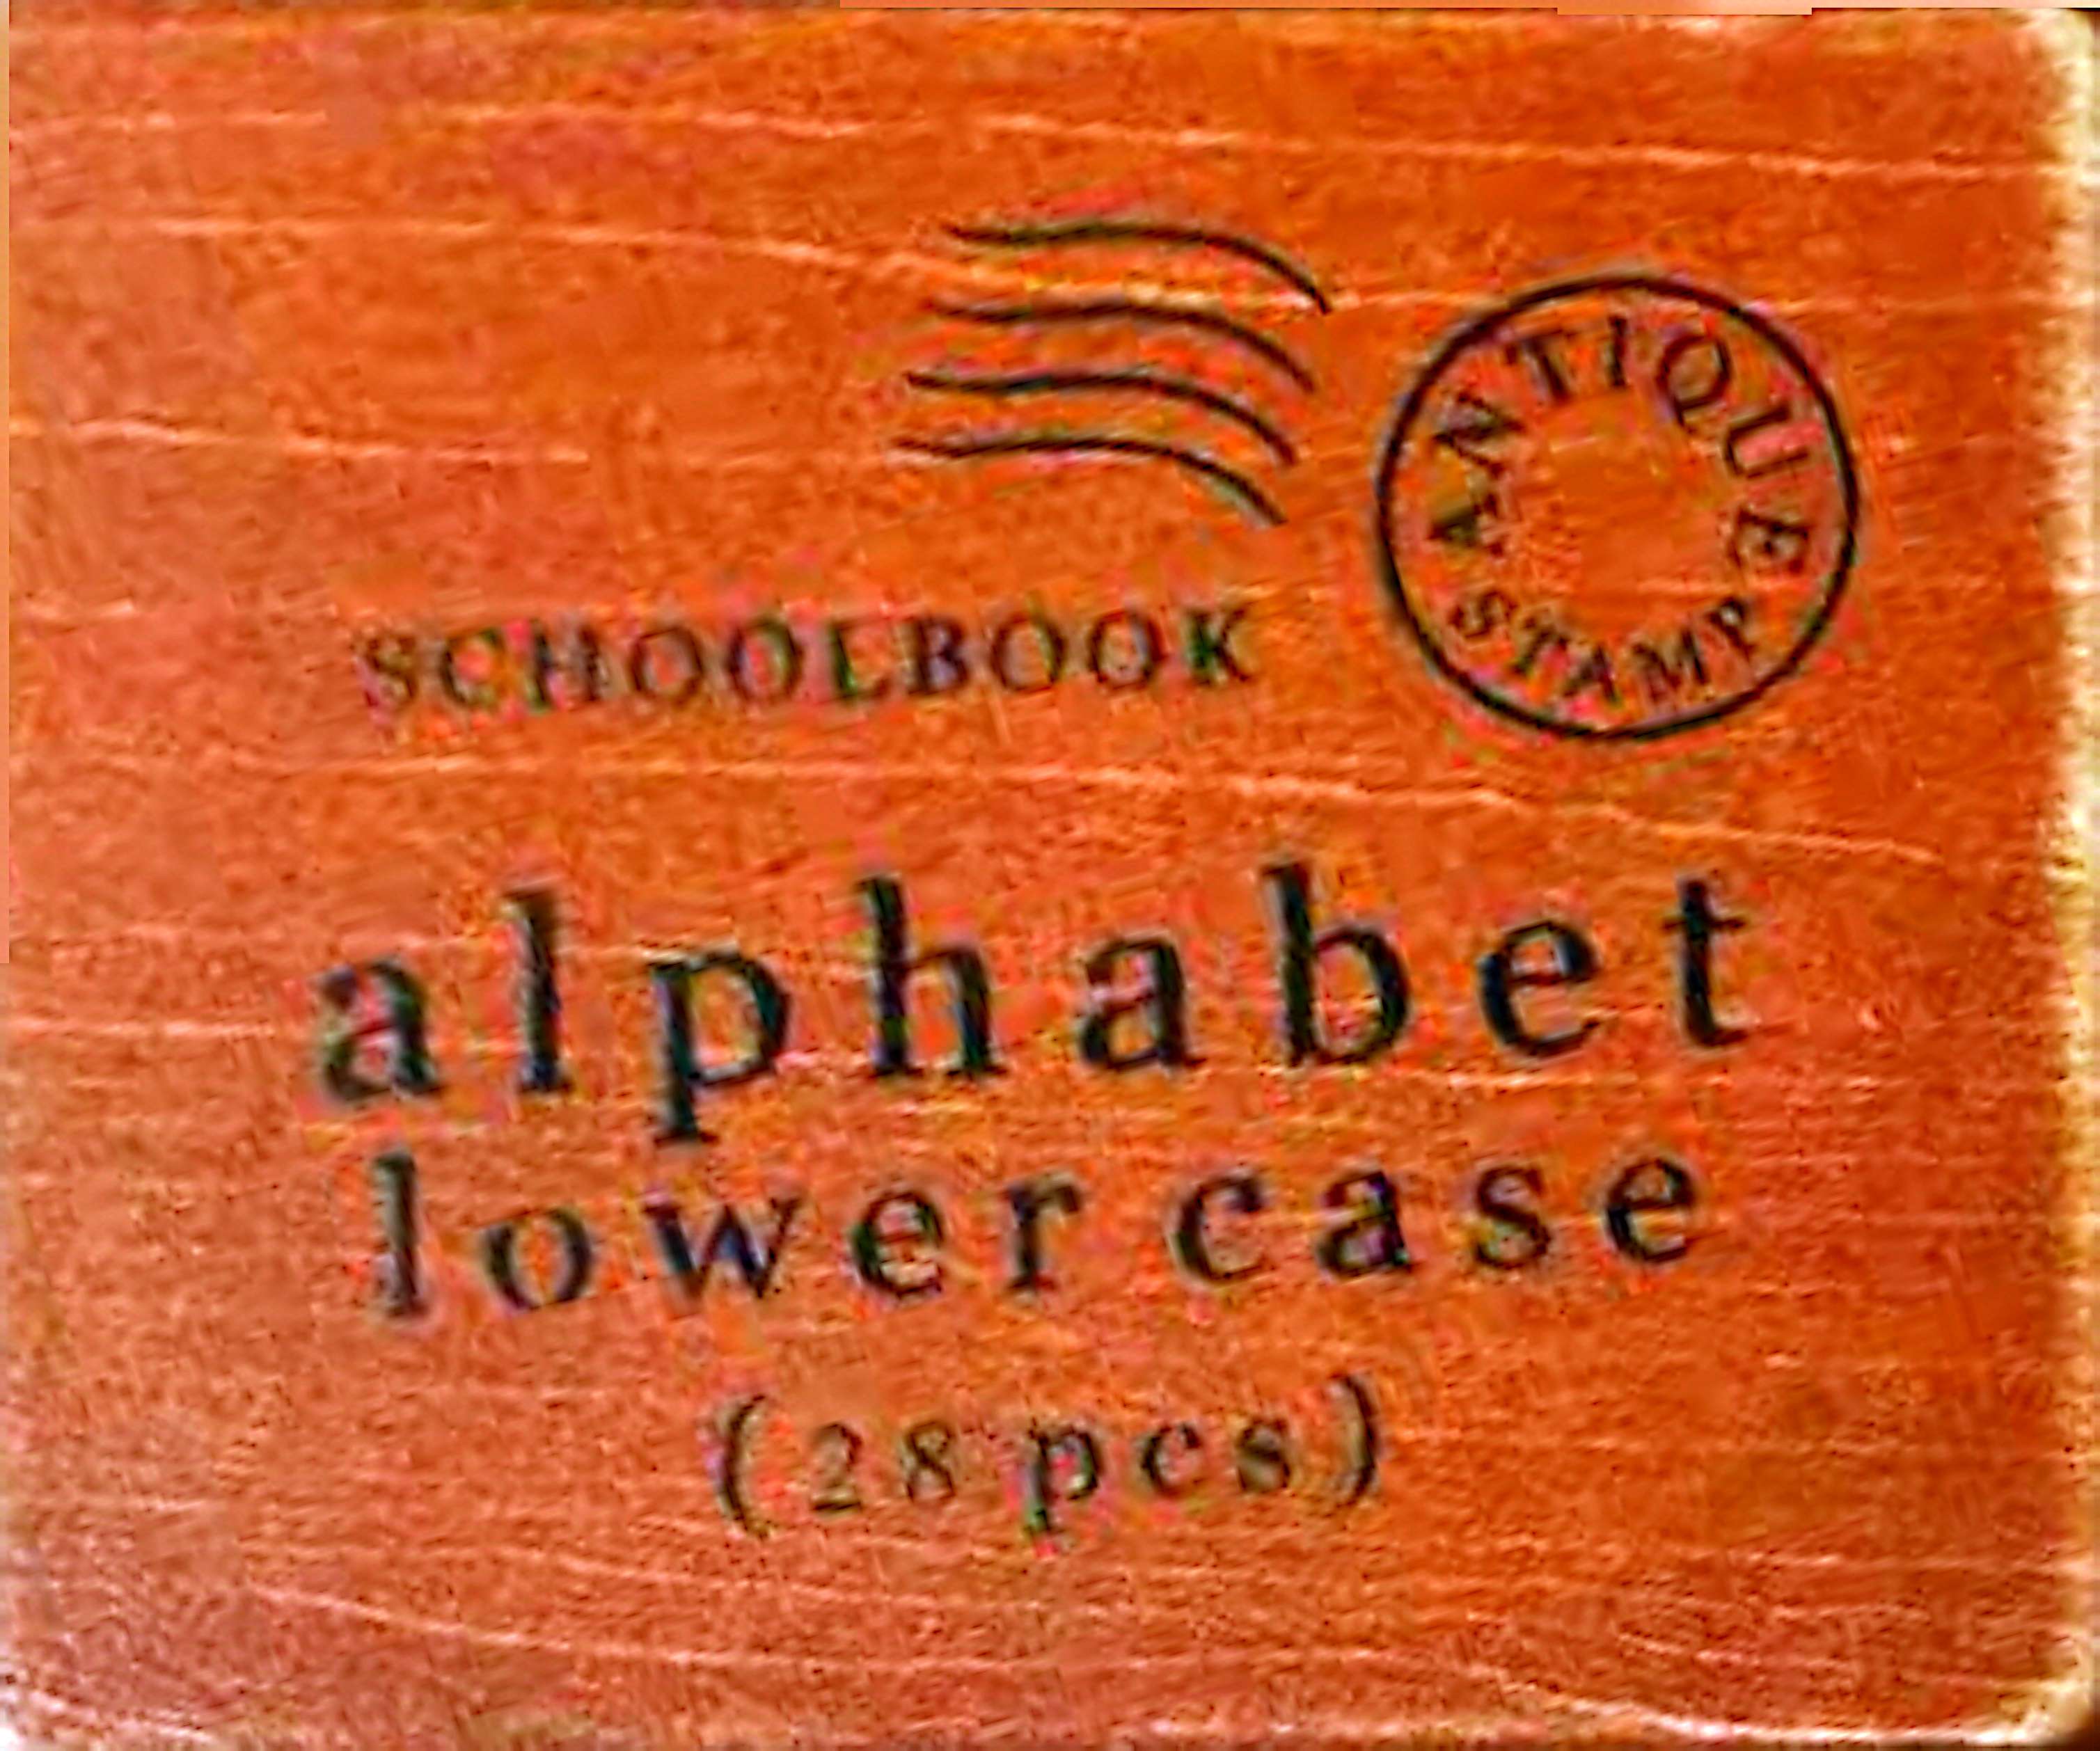 ANTIQUE
STAMP
SCHOOLBOOK
alphabet
lower case
(28 pcs)